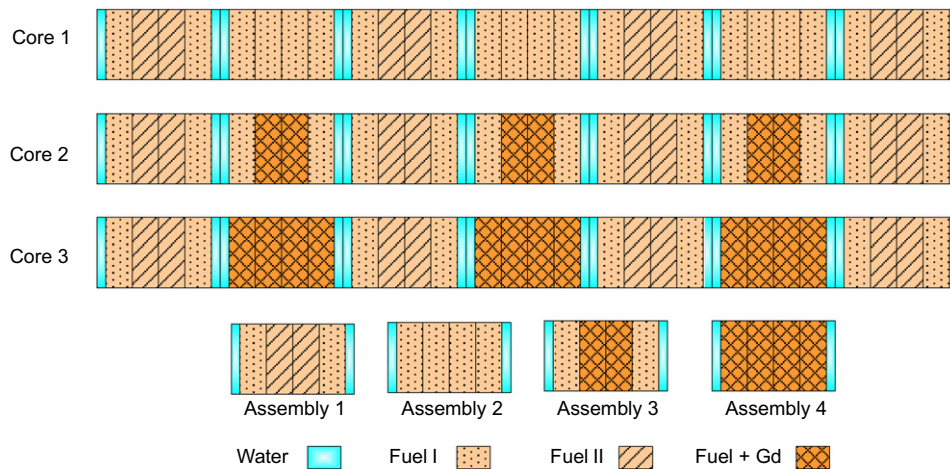 Core 1
Core 2
Core 3
Assembly 1 Assembly 2 Assembly 3 Assembly 4
Water Fuel I Fuel II Fuel + Gd